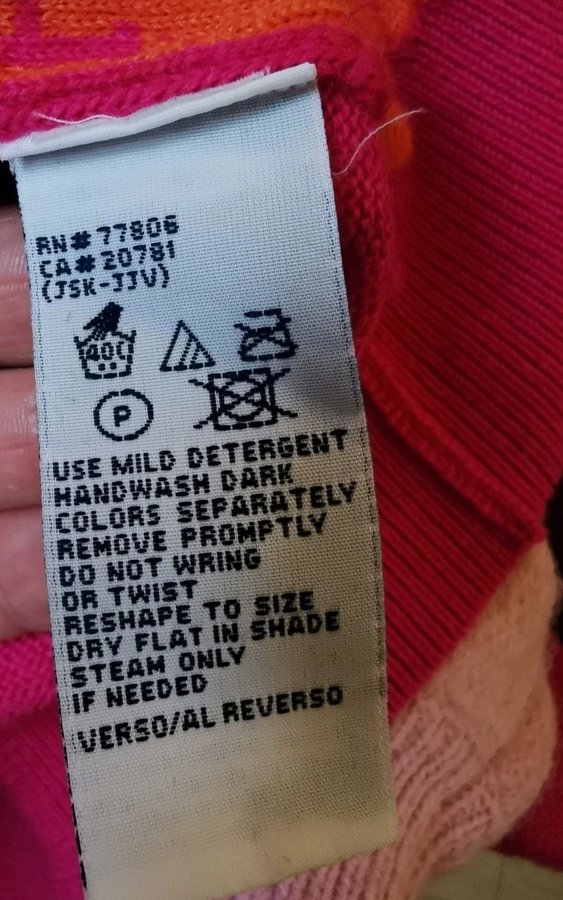 RN# 77806
CA# 20781
(JSK-JJV)
40C
P
USE MILD DETERGENT
HANDWASH DARK
COLORS SEPARATELY
REMOVE PROMPTLY
DO NOT WRING
OR TWIST
RESHAPE TO SIZE
DRY FLAT IN SHADE
STEAM ONLY
IF NEEDED
VERSO/AL REVERSO